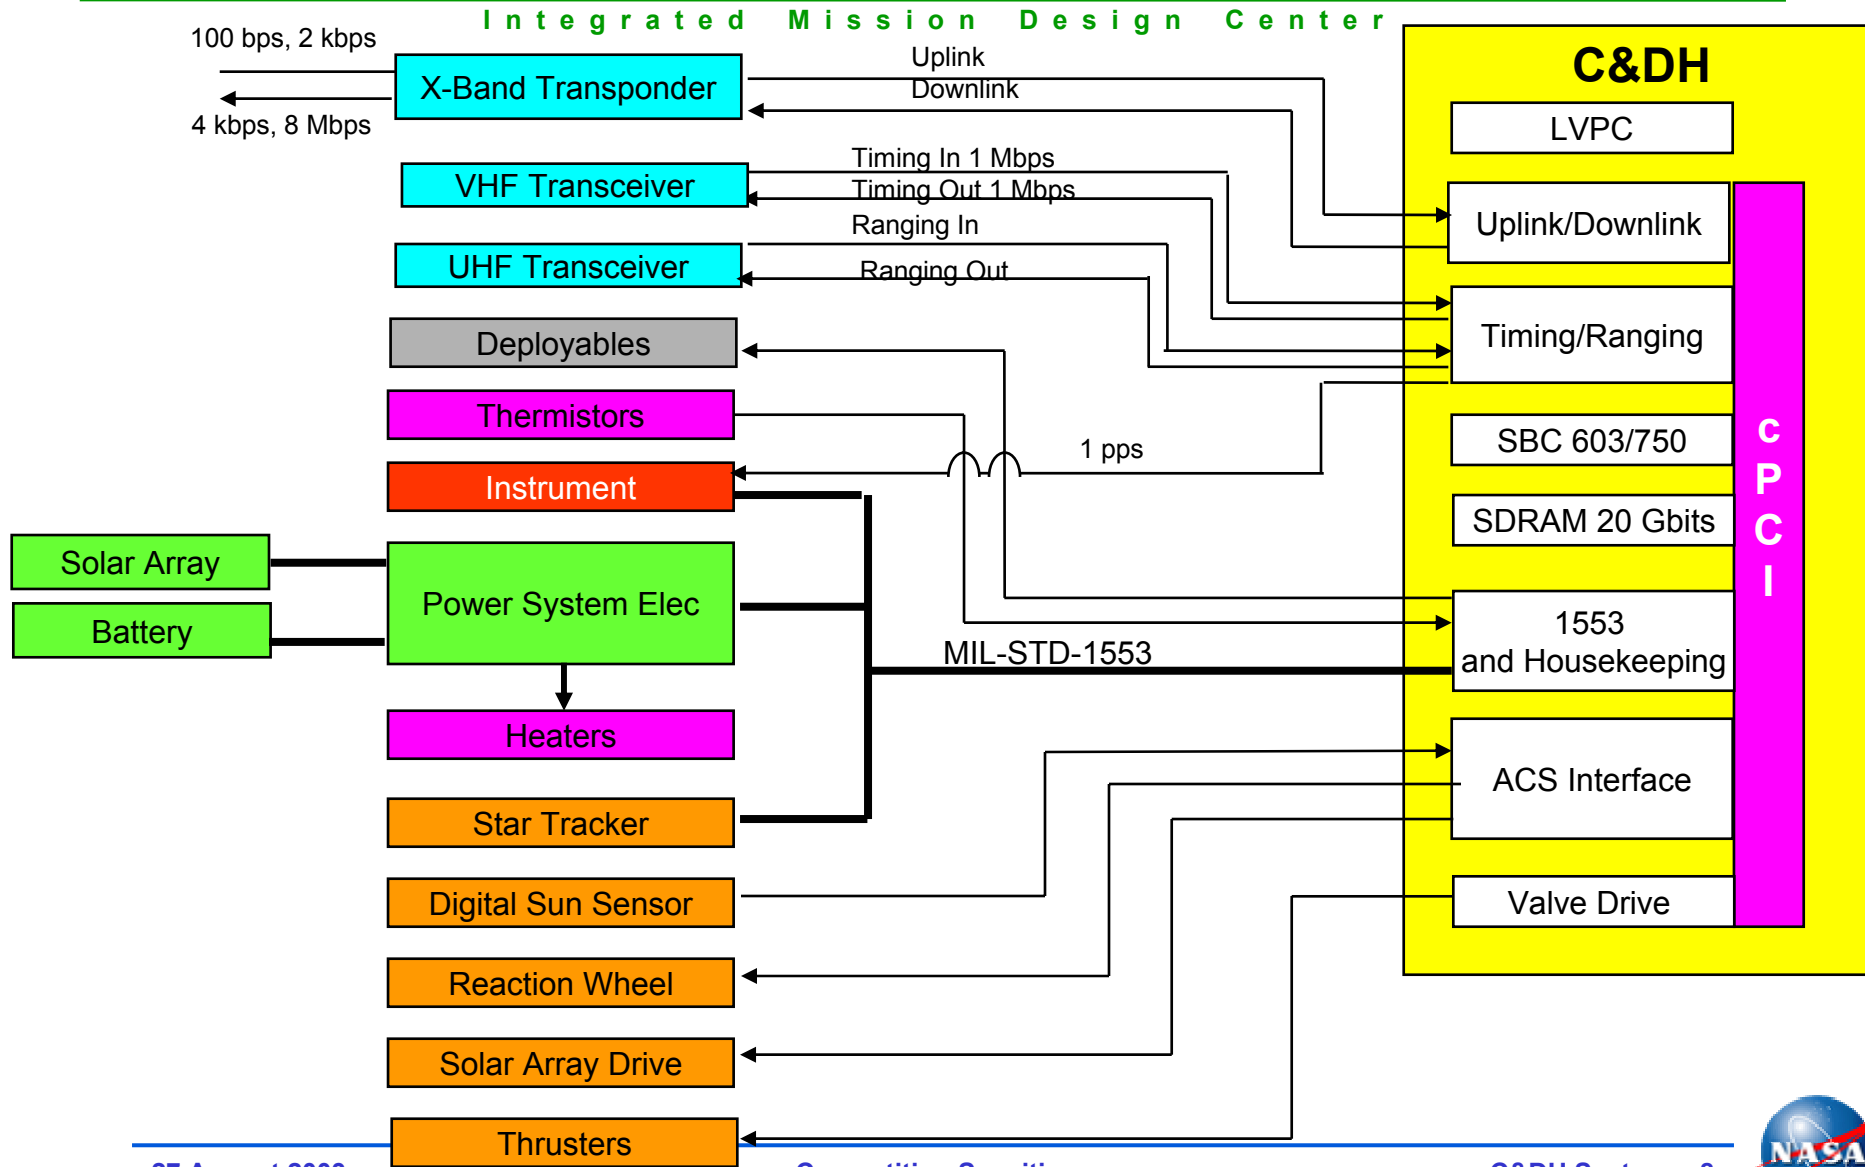 Integrated Mission Design Center
100 bps, 2 kbps
4 kbps, 8 Mbps
X-Band Transponder
Uplink
Downlink
VHF Transceiver
Timing In 1 Mbps
Timing Out 1 Mbps
Ranging In
UHF Transceiver
Ranging Out
Deployables
Thermistors
1 pps
Instrument
Solar Array
Battery
Power System Elec
MIL-STD-1553
Heaters
Star Tracker
Digital Sun Sensor
Reaction Wheel
Solar Array Drive
Thrusters
C&DH
LVPC
Uplink/Downlink
Timing/Ranging
SBC 603/750
SDRAM 20 Gbits
1553
and Housekeeping
ACS Interface
Valve Drive
cPCI
NASA